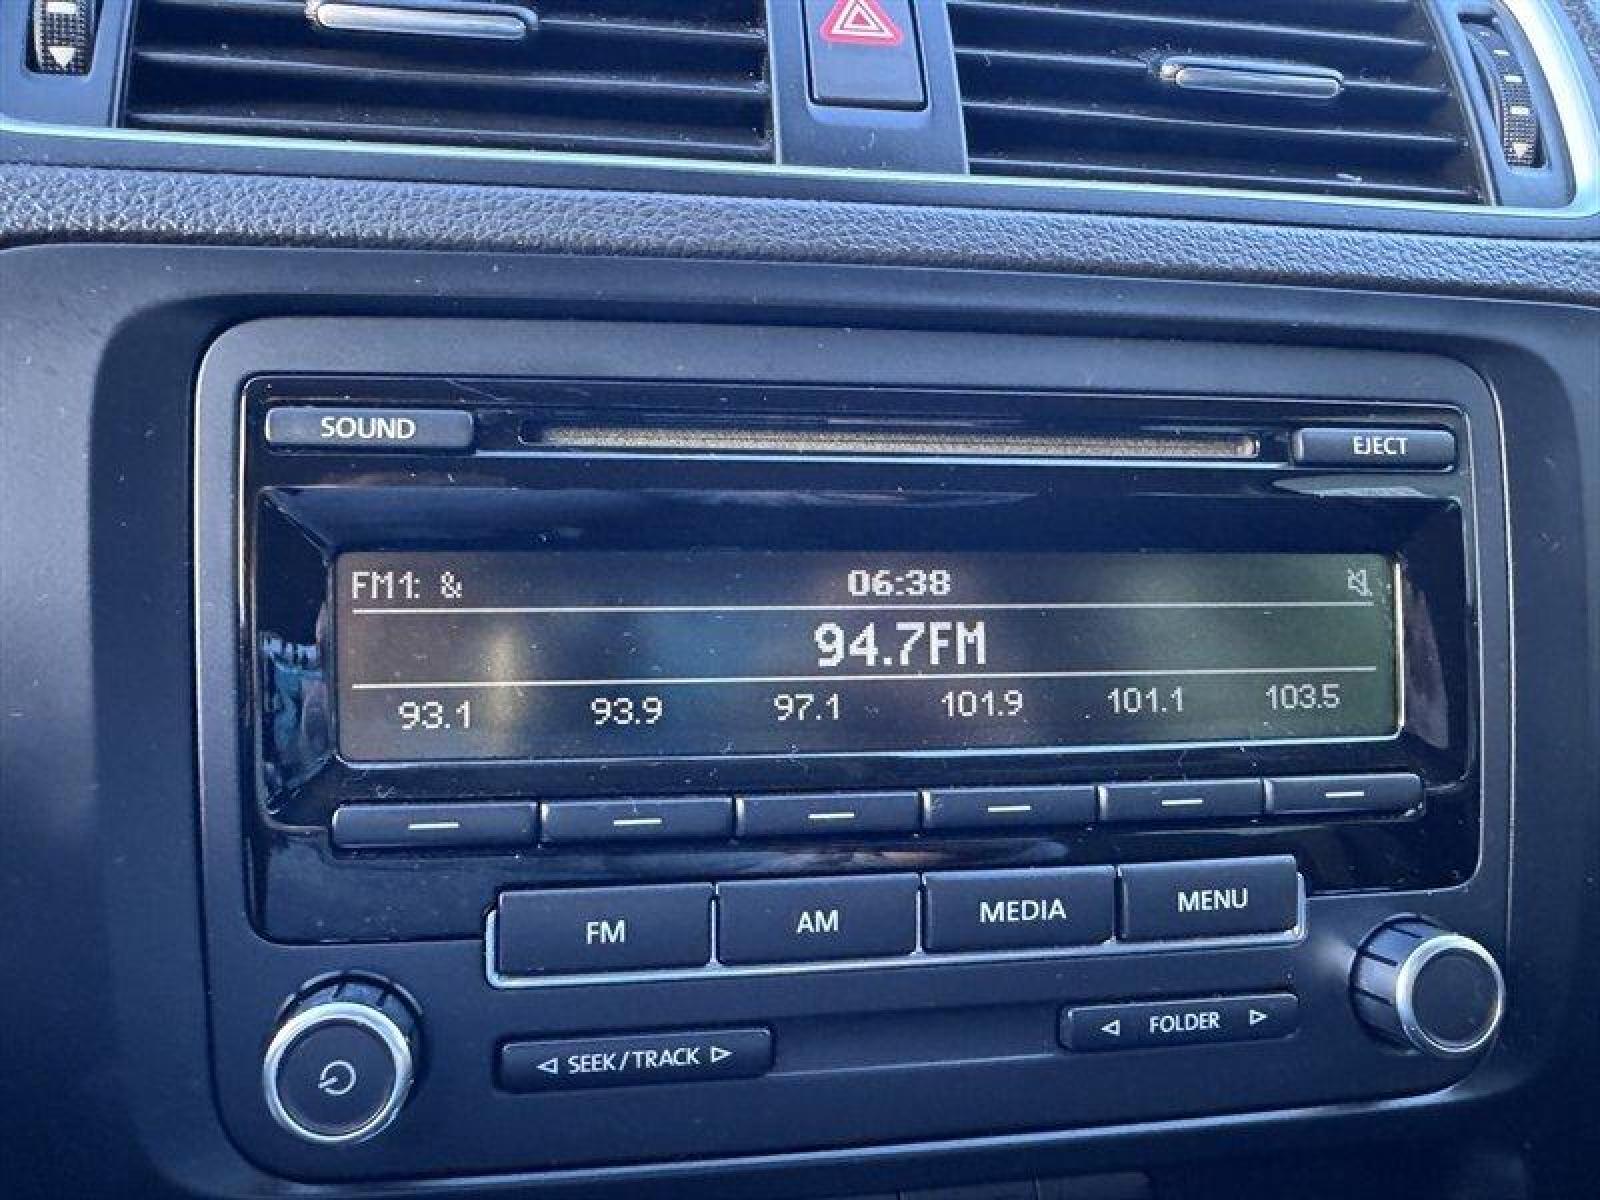 SOUND EJECT
FM1: & 06:38
94.7FM
93.1 93.9 97.1 101.9 101.1 103.5
FM AM MEDIA MENU
SEEK/TRACK FOLDER